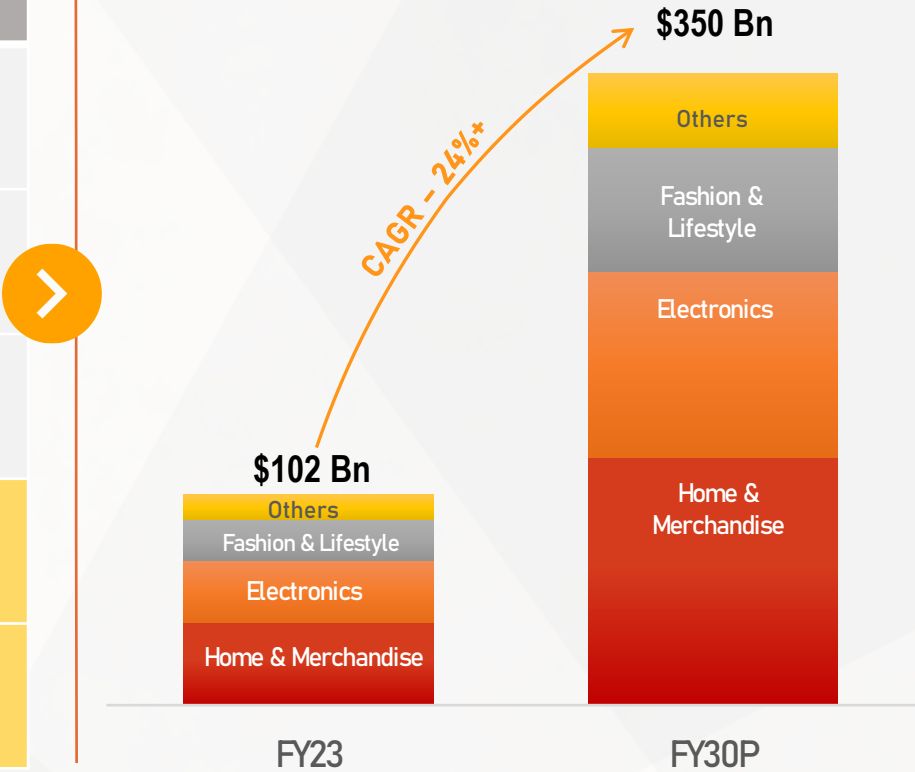 $350 Bn
CAGR – 24%+
Others
Fashion &
Lifestyle
Electronics
Home &
Merchandise
$102 Bn
Others
Fashion & Lifestyle
Electronics
Home & Merchandise
FY23
FY30P